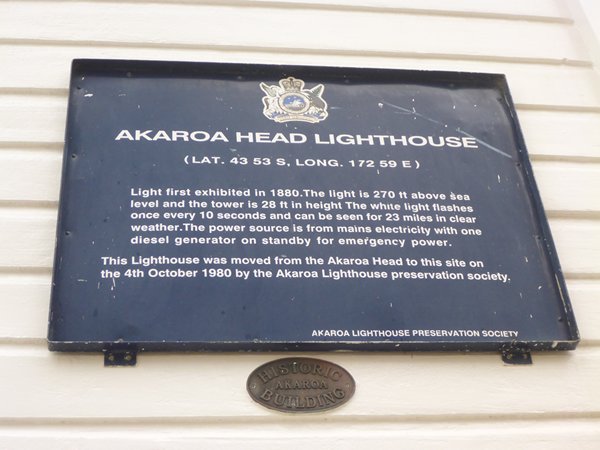 AKAROA HEAD LIGHTHOUSE
(LAT. 43 53 S, LONG. 172 59 E)
Light first exhibited in 1880.The light is 270 ft above sea
level and the tower is 28 ft in height The white light flashes
once every 10 seconds and can be seen for 23 miles in clear
weather.The power source is from mains electricity with one
diesel generator on standby for emergency power.
This Lighthouse was moved from the Akaroa Head to this site on
the 4th October 1980 by the Akaroa Lighthouse preservation society.
AKAROA LIGHTHOUSE PRESERVATION SOCIETY
HISTORIC
AKAROA
BUILDING